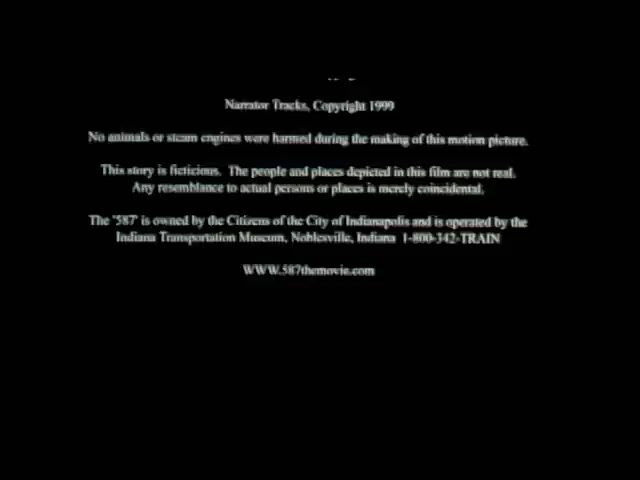 Narrator Tracks, Copyright 1999
No animals or steam engines were harmed during the making of this motion picture.
This story is ficticious. The people and places depicted in this film are not real.
Any resemblance to actual persons or places is merely coincidental.
The '587' is owned by the Citizens of the City of Indianapolis and is operated by the
Indiana Transportation Museum, Noblesville, Indiana 1-800-342-TRAIN
WWW.587themovie.com